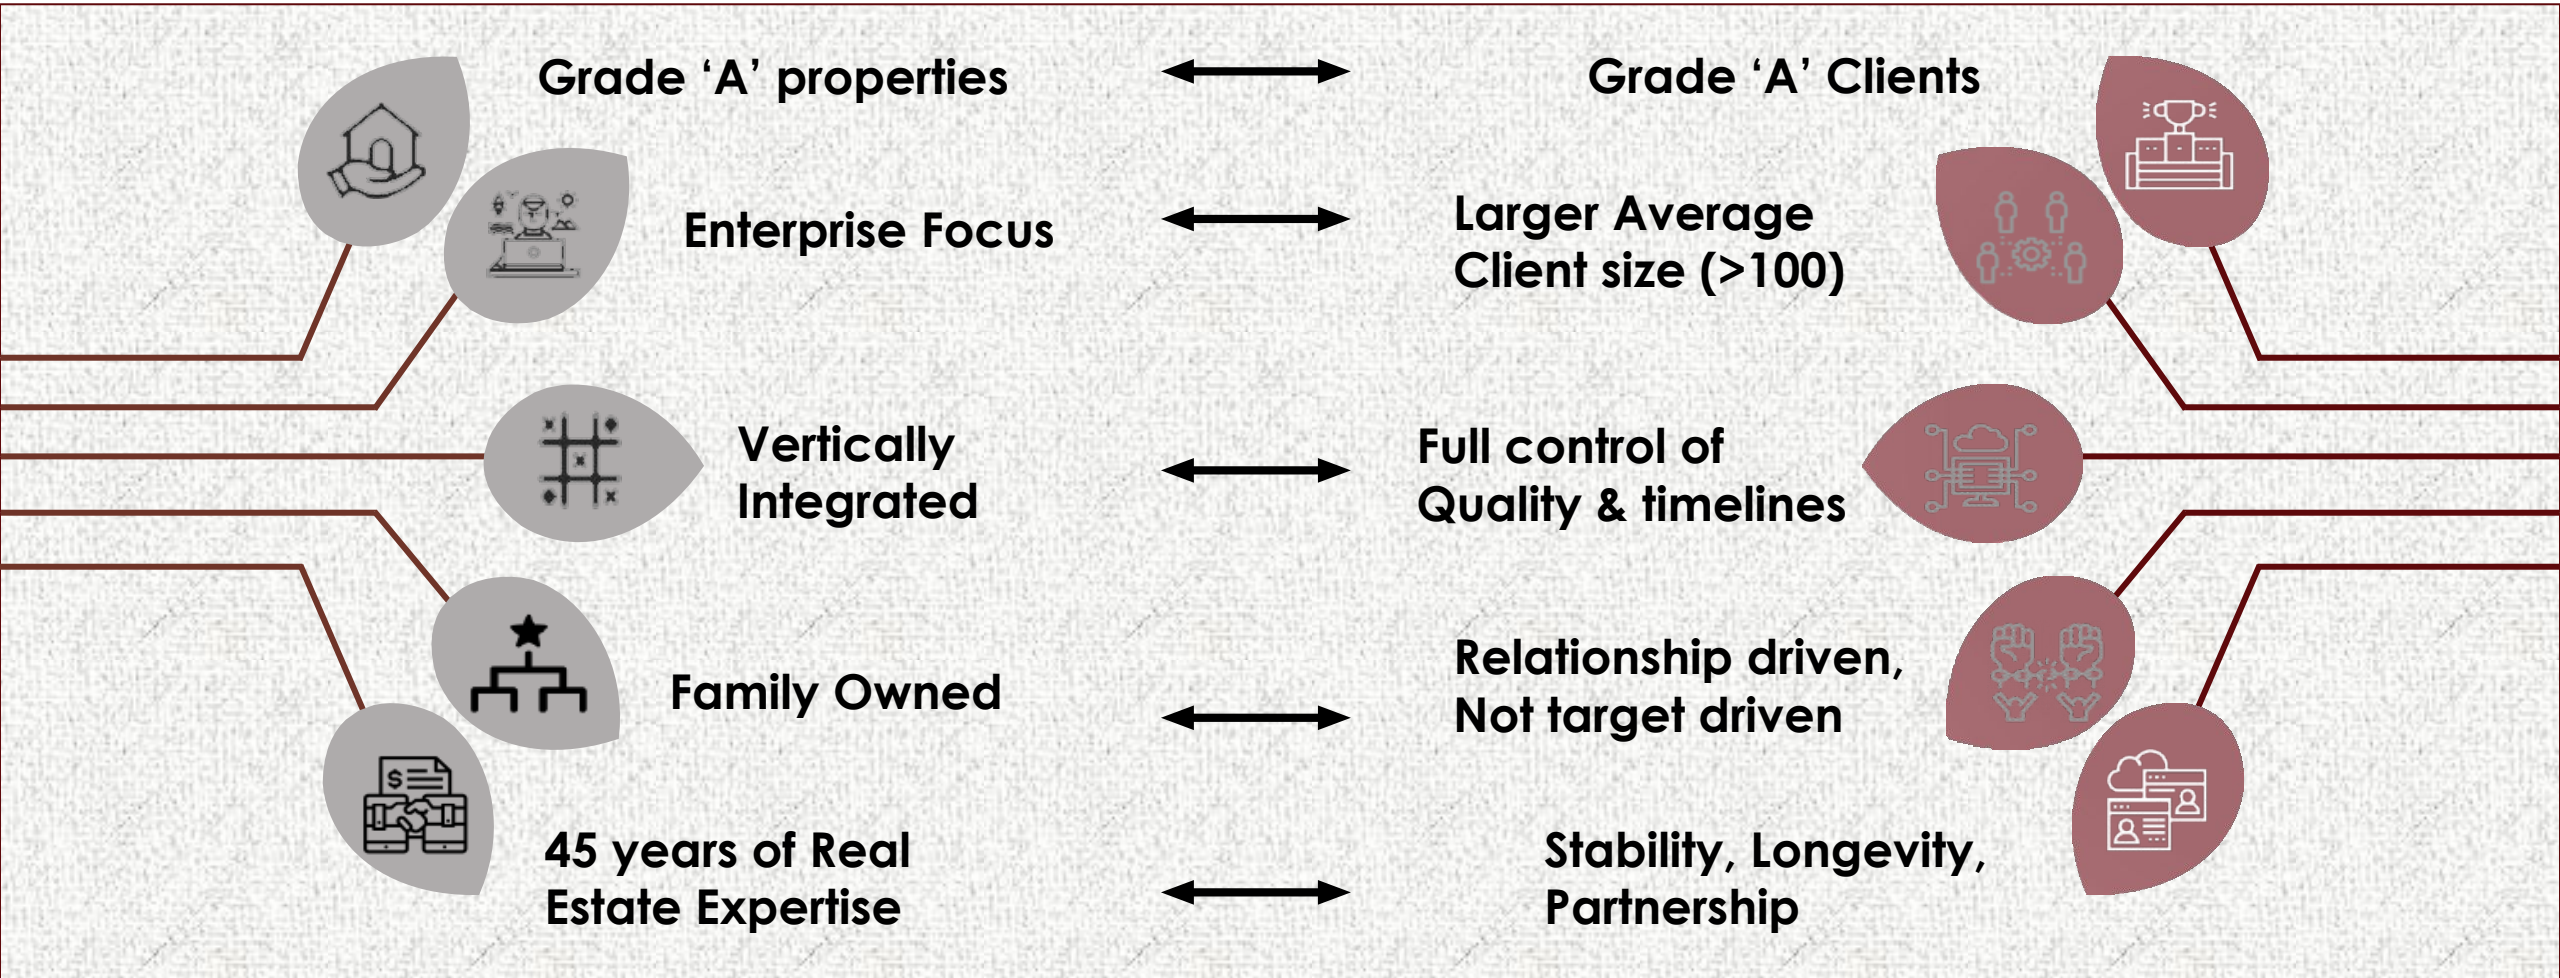 Grade ‘A’ properties
Grade ‘A’ Clients
Enterprise Focus
Larger Average
Client size (>100)
Vertically
Integrated
Full control of
Quality & timelines
Family Owned
Relationship driven,
Not target driven
45 years of Real
Estate Expertise
Stability, Longevity,
Partnership